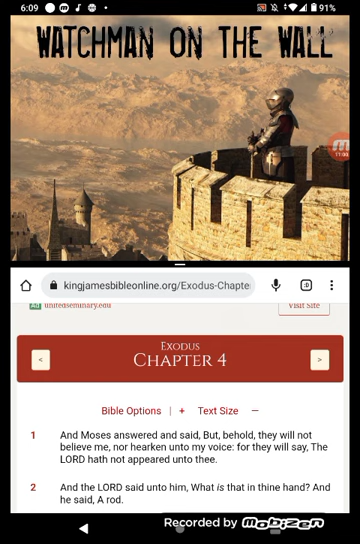 6:09
91%
WATCHMAN ON THE WALL
11:00
kingjamesbibleonline.org/Exodus-Chapte
Ad unitedseminary.edu
Visit Site
< EXODUS >
CHAPTER 4
Bible Options | + Text Size —
1 And Moses answered and said, But, behold, they will not
believe me, nor hearken unto my voice: for they will say, The
LORD hath not appeared unto thee.
2 And the LORD said unto him, What is that in thine hand? And
he said, A rod.
Recorded by mobizen